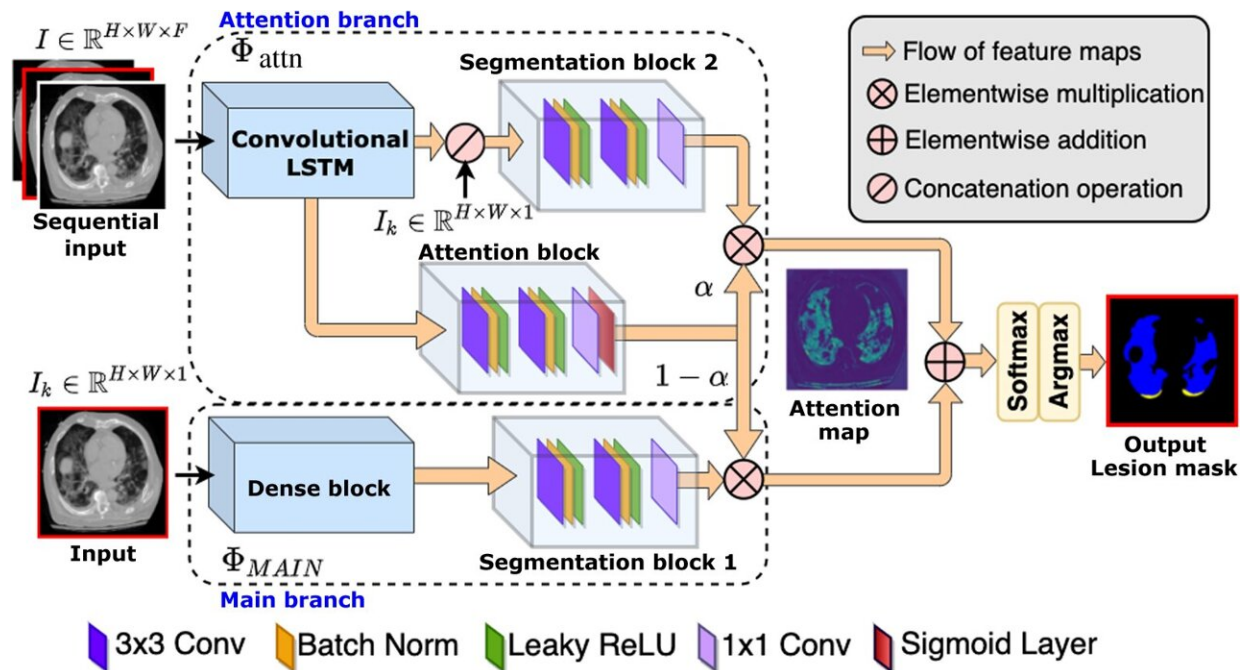 Attention branch
I ∈ ℝ^{H×W×F}
Φ_attn
Segmentation block 2
Convolutional
LSTM
Sequential
input
I_k ∈ ℝ^{H×W×1}
Attention block
α
1 − α
Flow of feature maps
Elementwise multiplication
Elementwise addition
Concatenation operation
Attention
map
Softmax
Argmax
Output
Lesion mask
I_k ∈ ℝ^{H×W×1}
Input
Dense block
Segmentation block 1
Φ_MAIN
Main branch
3x3 Conv
Batch Norm
Leaky ReLU
1x1 Conv
Sigmoid Layer